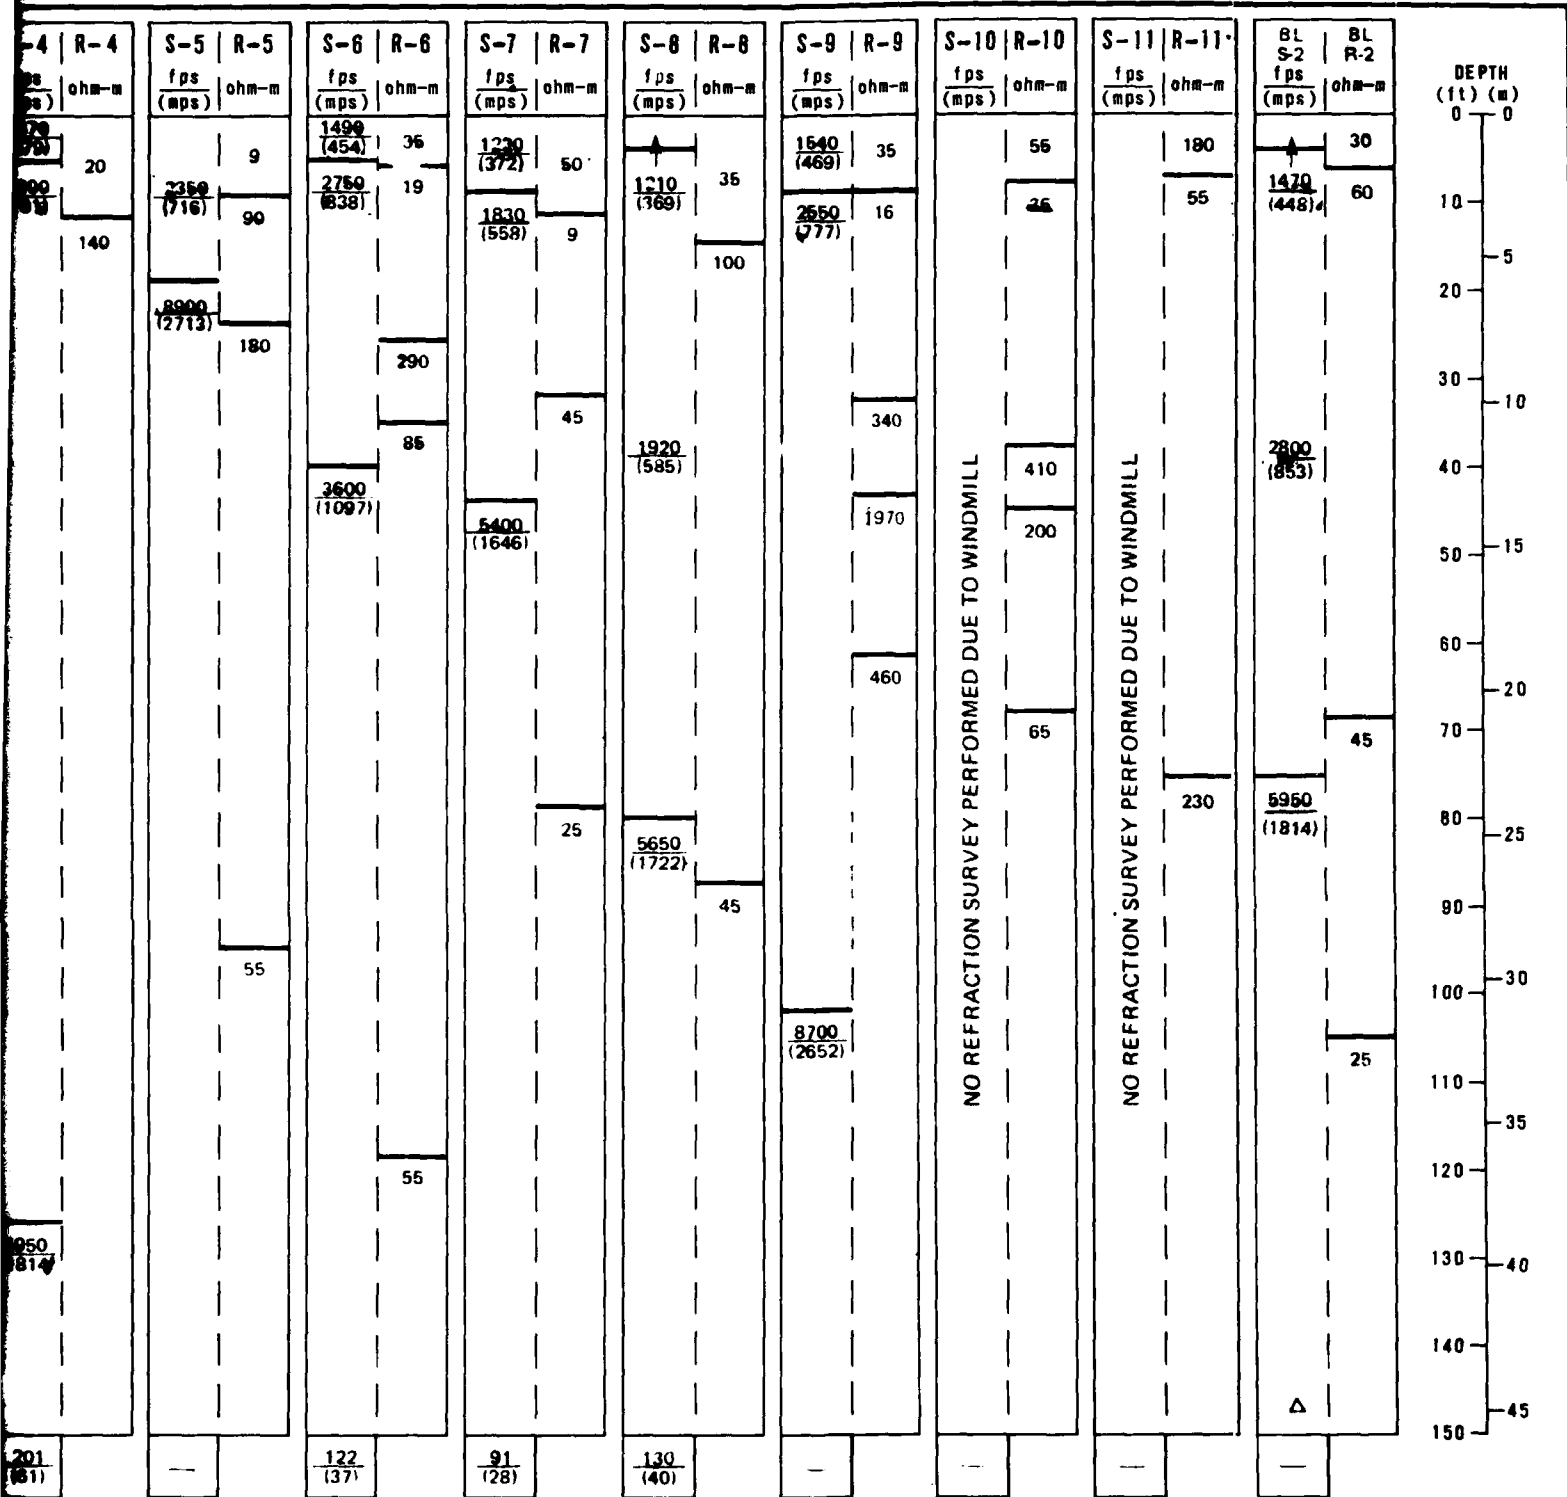 R-4
ohm-m
20
140
201
S-5 R-5
fps
(mps)
ohm-m
9
2350
(716)
90
8900
(2713)
180
55
—
S-6 R-6
fps
(mps)
ohm-m
1490
(454)
35
2750
(838)
19
290
85
3600
(1097)
55
122
(37)
S-7 R-7
fps
(mps)
ohm-m
(372)
50
1830
(558)
9
45
5400
(1646)
25
91
(28)
S-8 R-8
fps
(mps)
ohm-m
1210
(369)
35
100
1920
(585)
5650
(1722)
45
130
(40)
S-9 R-9
fps
(mps)
ohm-m
1540
(469)
35
2550
(777)
16
340
1970
460
8700
(2652)
—
S-10 R-10
fps
(mps)
ohm-m
55
410
200
65
NO REFRACTION SURVEY PERFORMED DUE TO WINDMILL
—
S-11 R-11
fps
(mps)
ohm-m
180
55
230
NO REFRACTION SURVEY PERFORMED DUE TO WINDMILL
—
BL S-2
BL R-2
fps
(mps)
ohm-m
30
1470
(448)
60
2800
(853)
45
5950
(1814)
25
Δ
—
DEPTH
(ft) (m)
0 0
10
5
20
30
10
40
50
15
60
20
70
80
25
90
100
30
110
35
120
130
40
140
45
150